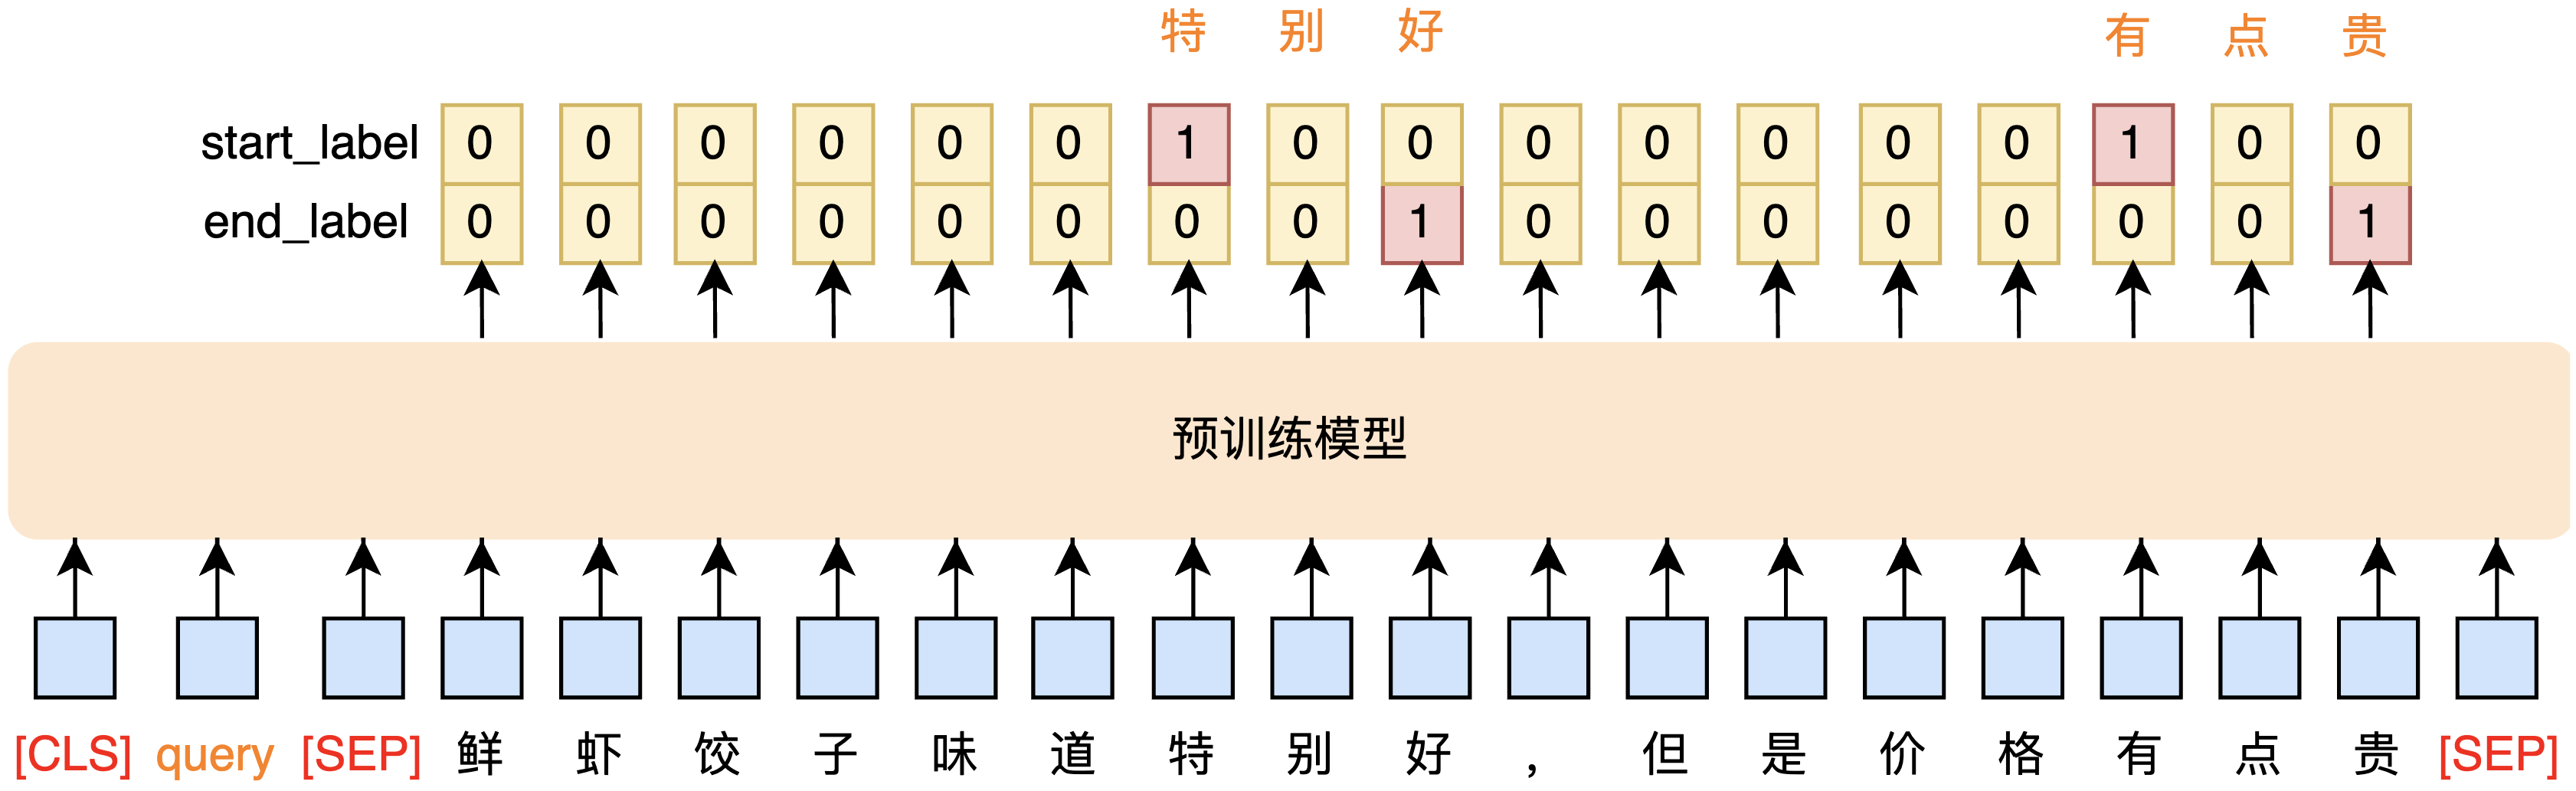 特 别 好 有 点 贵
start_label 0 0 0 0 0 0 1 0 0 0 0 0 0 0 1 0 0
end_label 0 0 0 0 0 0 0 0 1 0 0 0 0 0 0 0 1
预训练模型
[CLS] query [SEP] 鲜 虾 饺 子 味 道 特 别 好 , 但 是 价 格 有 点 贵 [SEP]